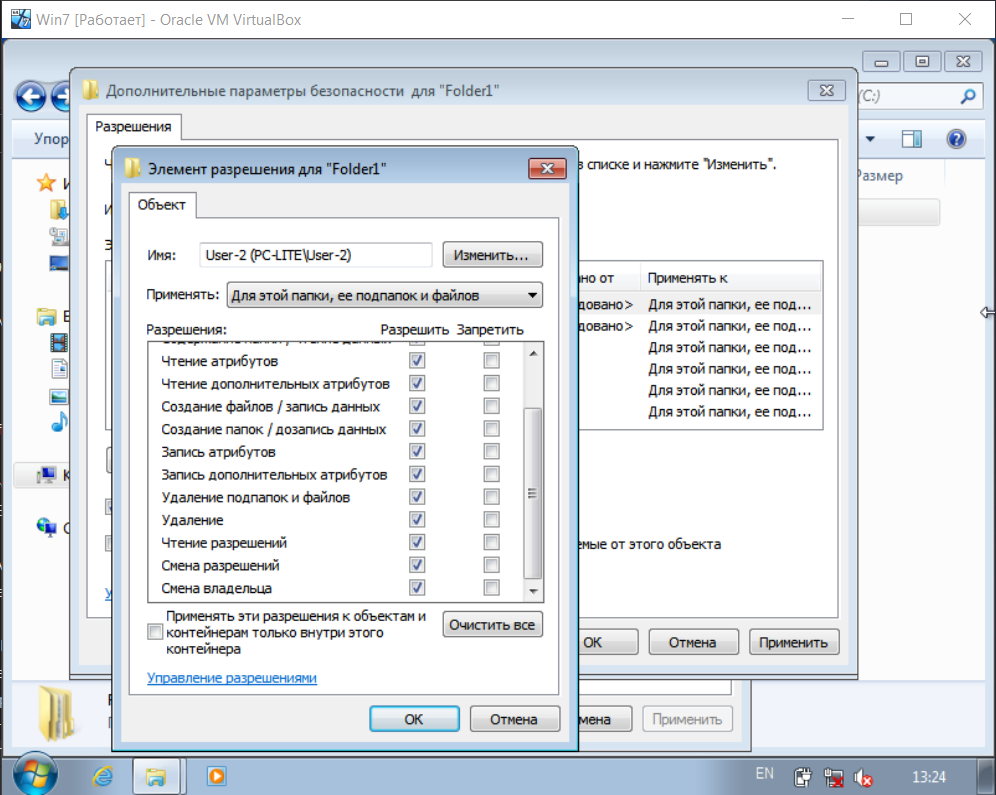 Win7 [Работает] - Oracle VM VirtualBox
(C:)
Упор
Размер
Дополнительные параметры безопасности для "Folder1"
Разрешения
в списке и нажмите "Изменить".
Элемент разрешения для "Folder1"
Объект
Имя:
User-2 (PC-LITE\User-2)
Изменить...
Применять:
Для этой папки, ее подпапок и файлов
Разрешения:
Разрешить
Запретить
Чтение атрибутов
Чтение дополнительных атрибутов
Создание файлов / запись данных
Создание папок / дозапись данных
Запись атрибутов
Запись дополнительных атрибутов
Удаление подпапок и файлов
Удаление
Чтение разрешений
Смена разрешений
Смена владельца
Применять эти разрешения к объектам и
контейнерам только внутри этого
контейнера
Очистить все
Управление разрешениями
ОК
Отмена
но от
Применять к
довано>
Для этой папки, ее под...
довано>
Для этой папки, ее под...
Для этой папки, ее под...
Для этой папки, ее под...
Для этой папки, ее под...
Для этой папки, ее под...
емые от этого объекта
ОК
Отмена
Применить
мена
Применить
EN
13:24